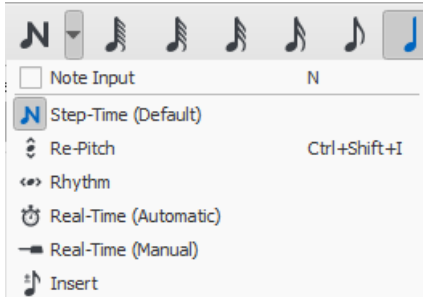 Note Input N
Step-Time (Default)
Re-Pitch Ctrl+Shift+I
Rhythm
Real-Time (Automatic)
Real-Time (Manual)
Insert